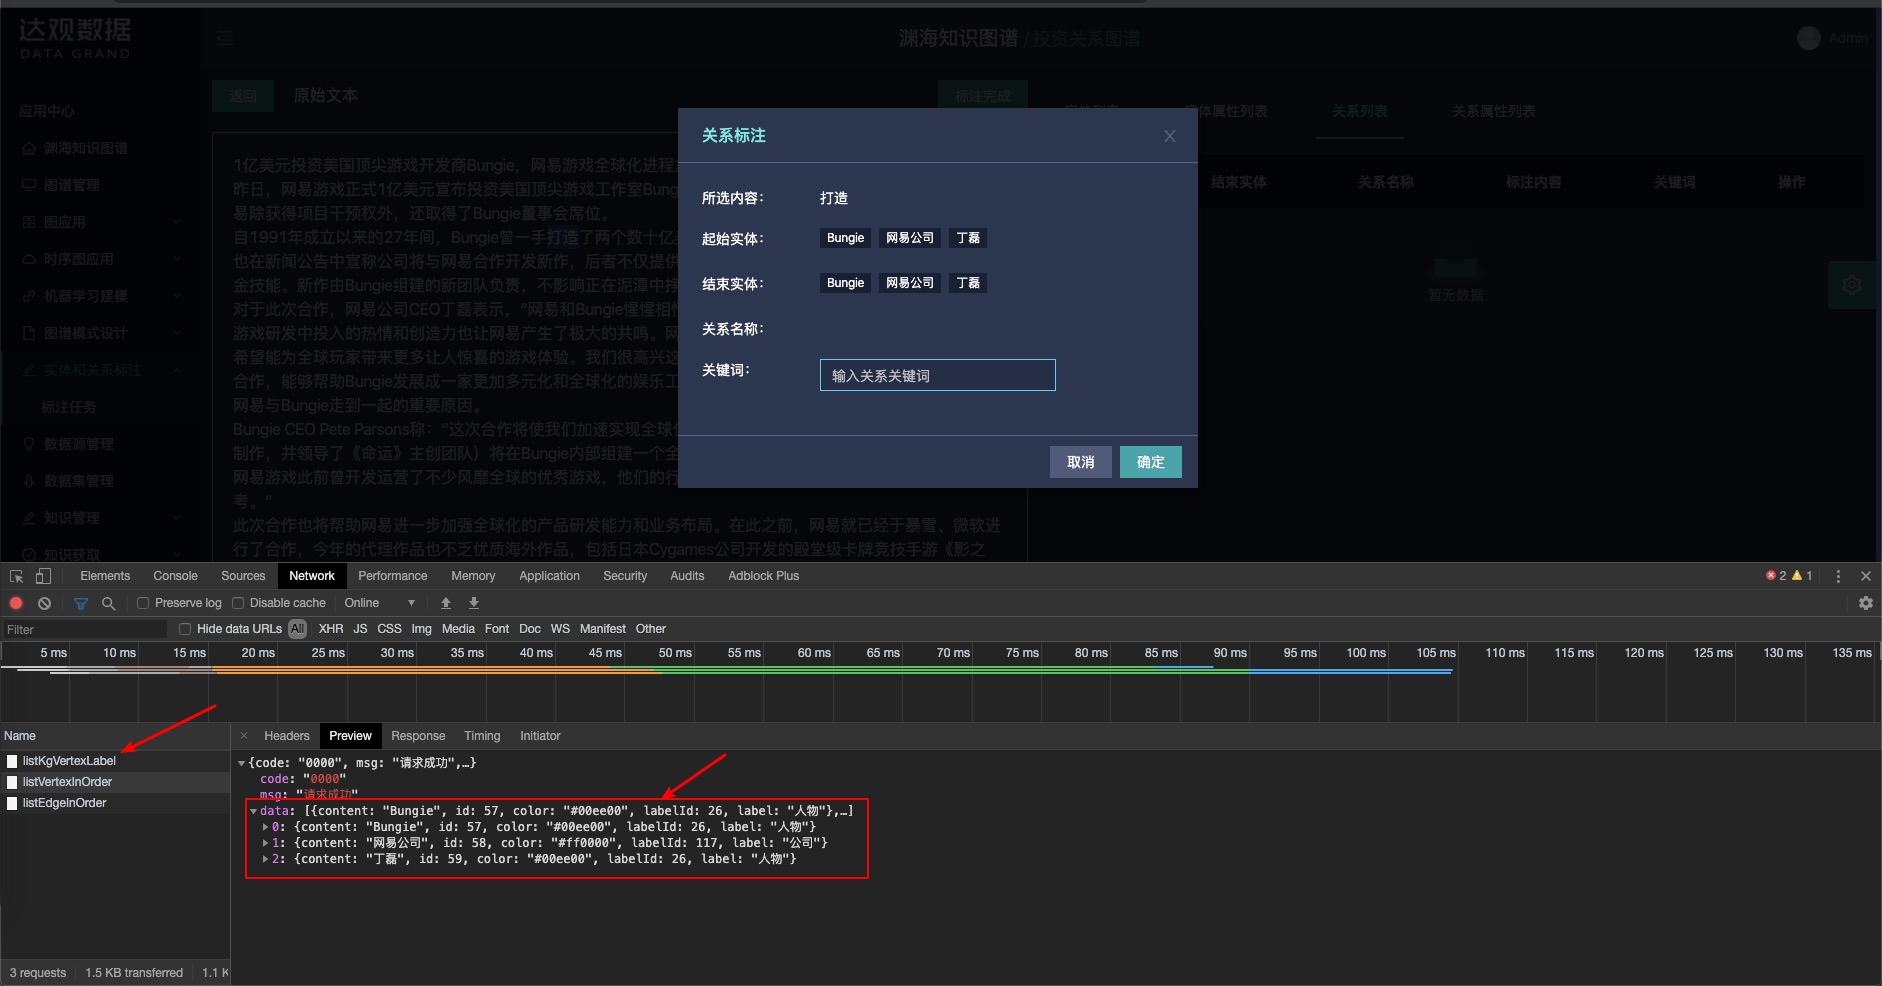 达观数据
DATA GRAND
渊海知识图谱 / 投资关系图谱
Admin
应用中心
渊海知识图谱
图谱管理
图应用
时序图应用
机器学习建模
图谱模式设计
实体和关系标注
标注任务
数据源管理
数据集管理
知识管理
知识获取
返回
原始文本
标注完成
1亿美元投资美国顶尖游戏开发商Bungie，网易游戏全球化进程
昨日，网易游戏正式1亿美元宣布投资美国顶尖游戏工作室Bung
易除获得项目干预权外，还取得了Bungie董事会席位。
自1991年成立以来的27年间，Bungie曾一手打造了两个数十亿
也在新闻公告中宣称公司将与网易合作开发新作，后者不仅提供
金技能。新作由Bungie组建的新团队负责，不影响正在泥潭中
对于此次合作，网易公司CEO丁磊表示，“网易和Bungie惺惺相
游戏研发中投入的热情和创造力也让网易产生了极大的共鸣。网
希望能为全球玩家带来更多让人惊喜的游戏体验。我们很高兴这
合作，能够帮助Bungie发展成一家更加多元化和全球化的娱乐工
网易与Bungie走到一起的重要原因。
Bungie CEO Pete Parsons称：“这次合作将使我们加速实现全球化
制作，并领导了《命运》主创团队）将在Bungie内部组建一个全
网易游戏此前曾开发运营了不少风靡全球的优秀游戏，他们的行
考。”
此次合作也将帮助网易进一步加强全球化的产品研发能力和业务布局。在此之前，网易就已经于暴雪、微软进
行了合作，今年的代理作品也不乏优质海外作品，包括日本Cygames公司开发的殿堂级卡牌竞技手游《影之
体属性列表
关系列表
关系属性列表
结束实体
关系名称
标注内容
关键词
操作
暂无数据
关系标注
X
所选内容：
打造
起始实体：
Bungie 网易公司 丁磊
结束实体：
Bungie 网易公司 丁磊
关系名称：
关键词：
输入关系关键词
取消
确定
Elements Console Sources Network Performance Memory Application Security Audits Adblock Plus
2 1
Preserve log Disable cache Online
Filter
Hide data URLs All XHR JS CSS Img Media Font Doc WS Manifest Other
5 ms 10 ms 15 ms 20 ms 25 ms 30 ms 35 ms 40 ms 45 ms 50 ms 55 ms 60 ms 65 ms 70 ms 75 ms 80 ms 85 ms 90 ms 95 ms 100 ms 105 ms 110 ms 115 ms 120 ms 125 ms 130 ms 135 ms
Name
listKgVertexLabel
listVertexInOrder
listEdgeInOrder
3 requests 1.5 KB transferred 1.1 K
Headers Preview Response Timing Initiator
{code: "0000", msg: "请求成功",…}
code: "0000"
msg: "请求成功"
data: [{content: "Bungie", id: 57, color: "#00ee00", labelId: 26, label: "人物"},…]
0: {content: "Bungie", id: 57, color: "#00ee00", labelId: 26, label: "人物"}
1: {content: "网易公司", id: 58, color: "#ff0000", labelId: 117, label: "公司"}
2: {content: "丁磊", id: 59, color: "#00ee00", labelId: 26, label: "人物"}